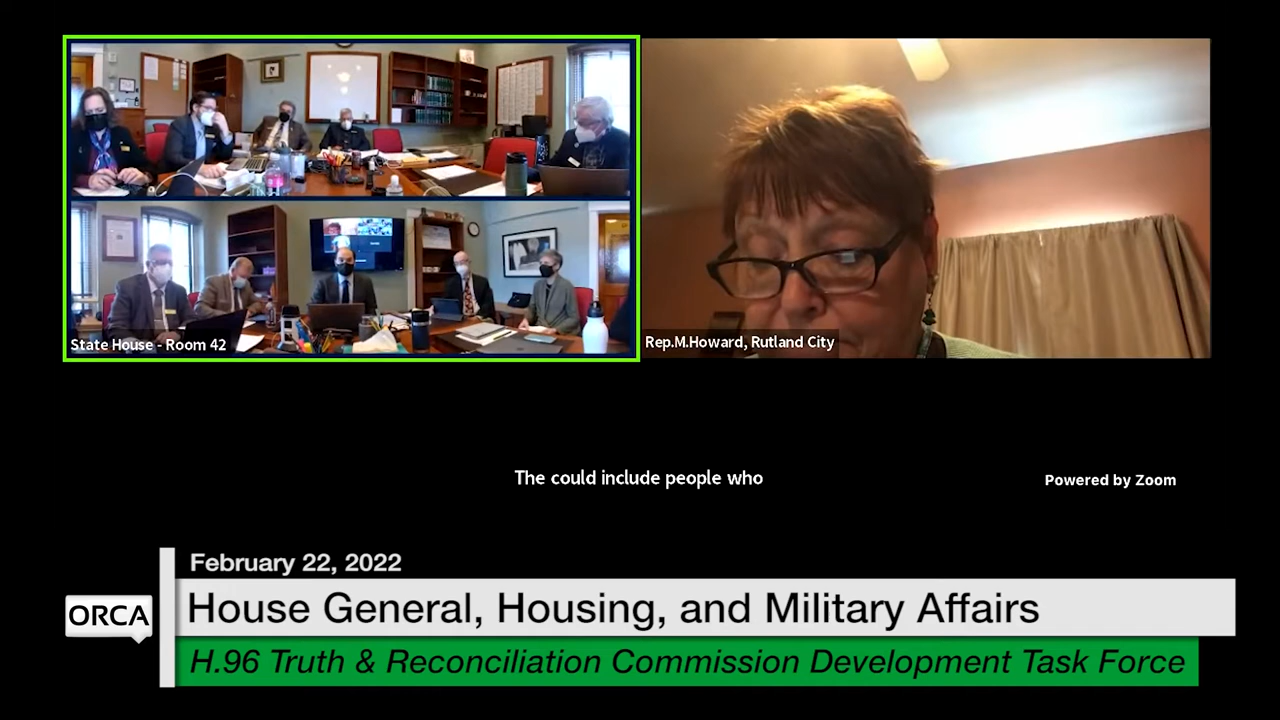 State House - Room 42
Rep.M.Howard, Rutland City
The could include people who
Powered by Zoom
February 22, 2022
ORCA
House General, Housing, and Military Affairs
H.96 Truth & Reconciliation Commission Development Task Force